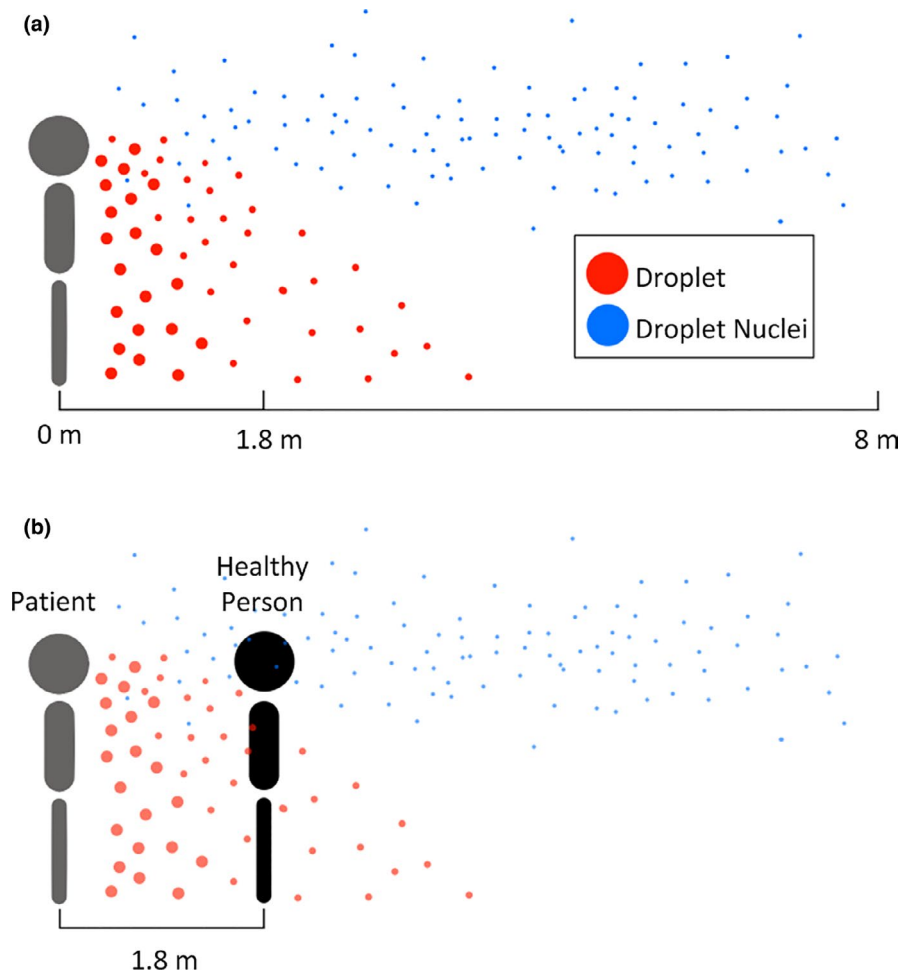 (a)
Droplet
Droplet Nuclei
0 m
1.8 m
8 m
(b)
Patient
Healthy
Person
1.8 m